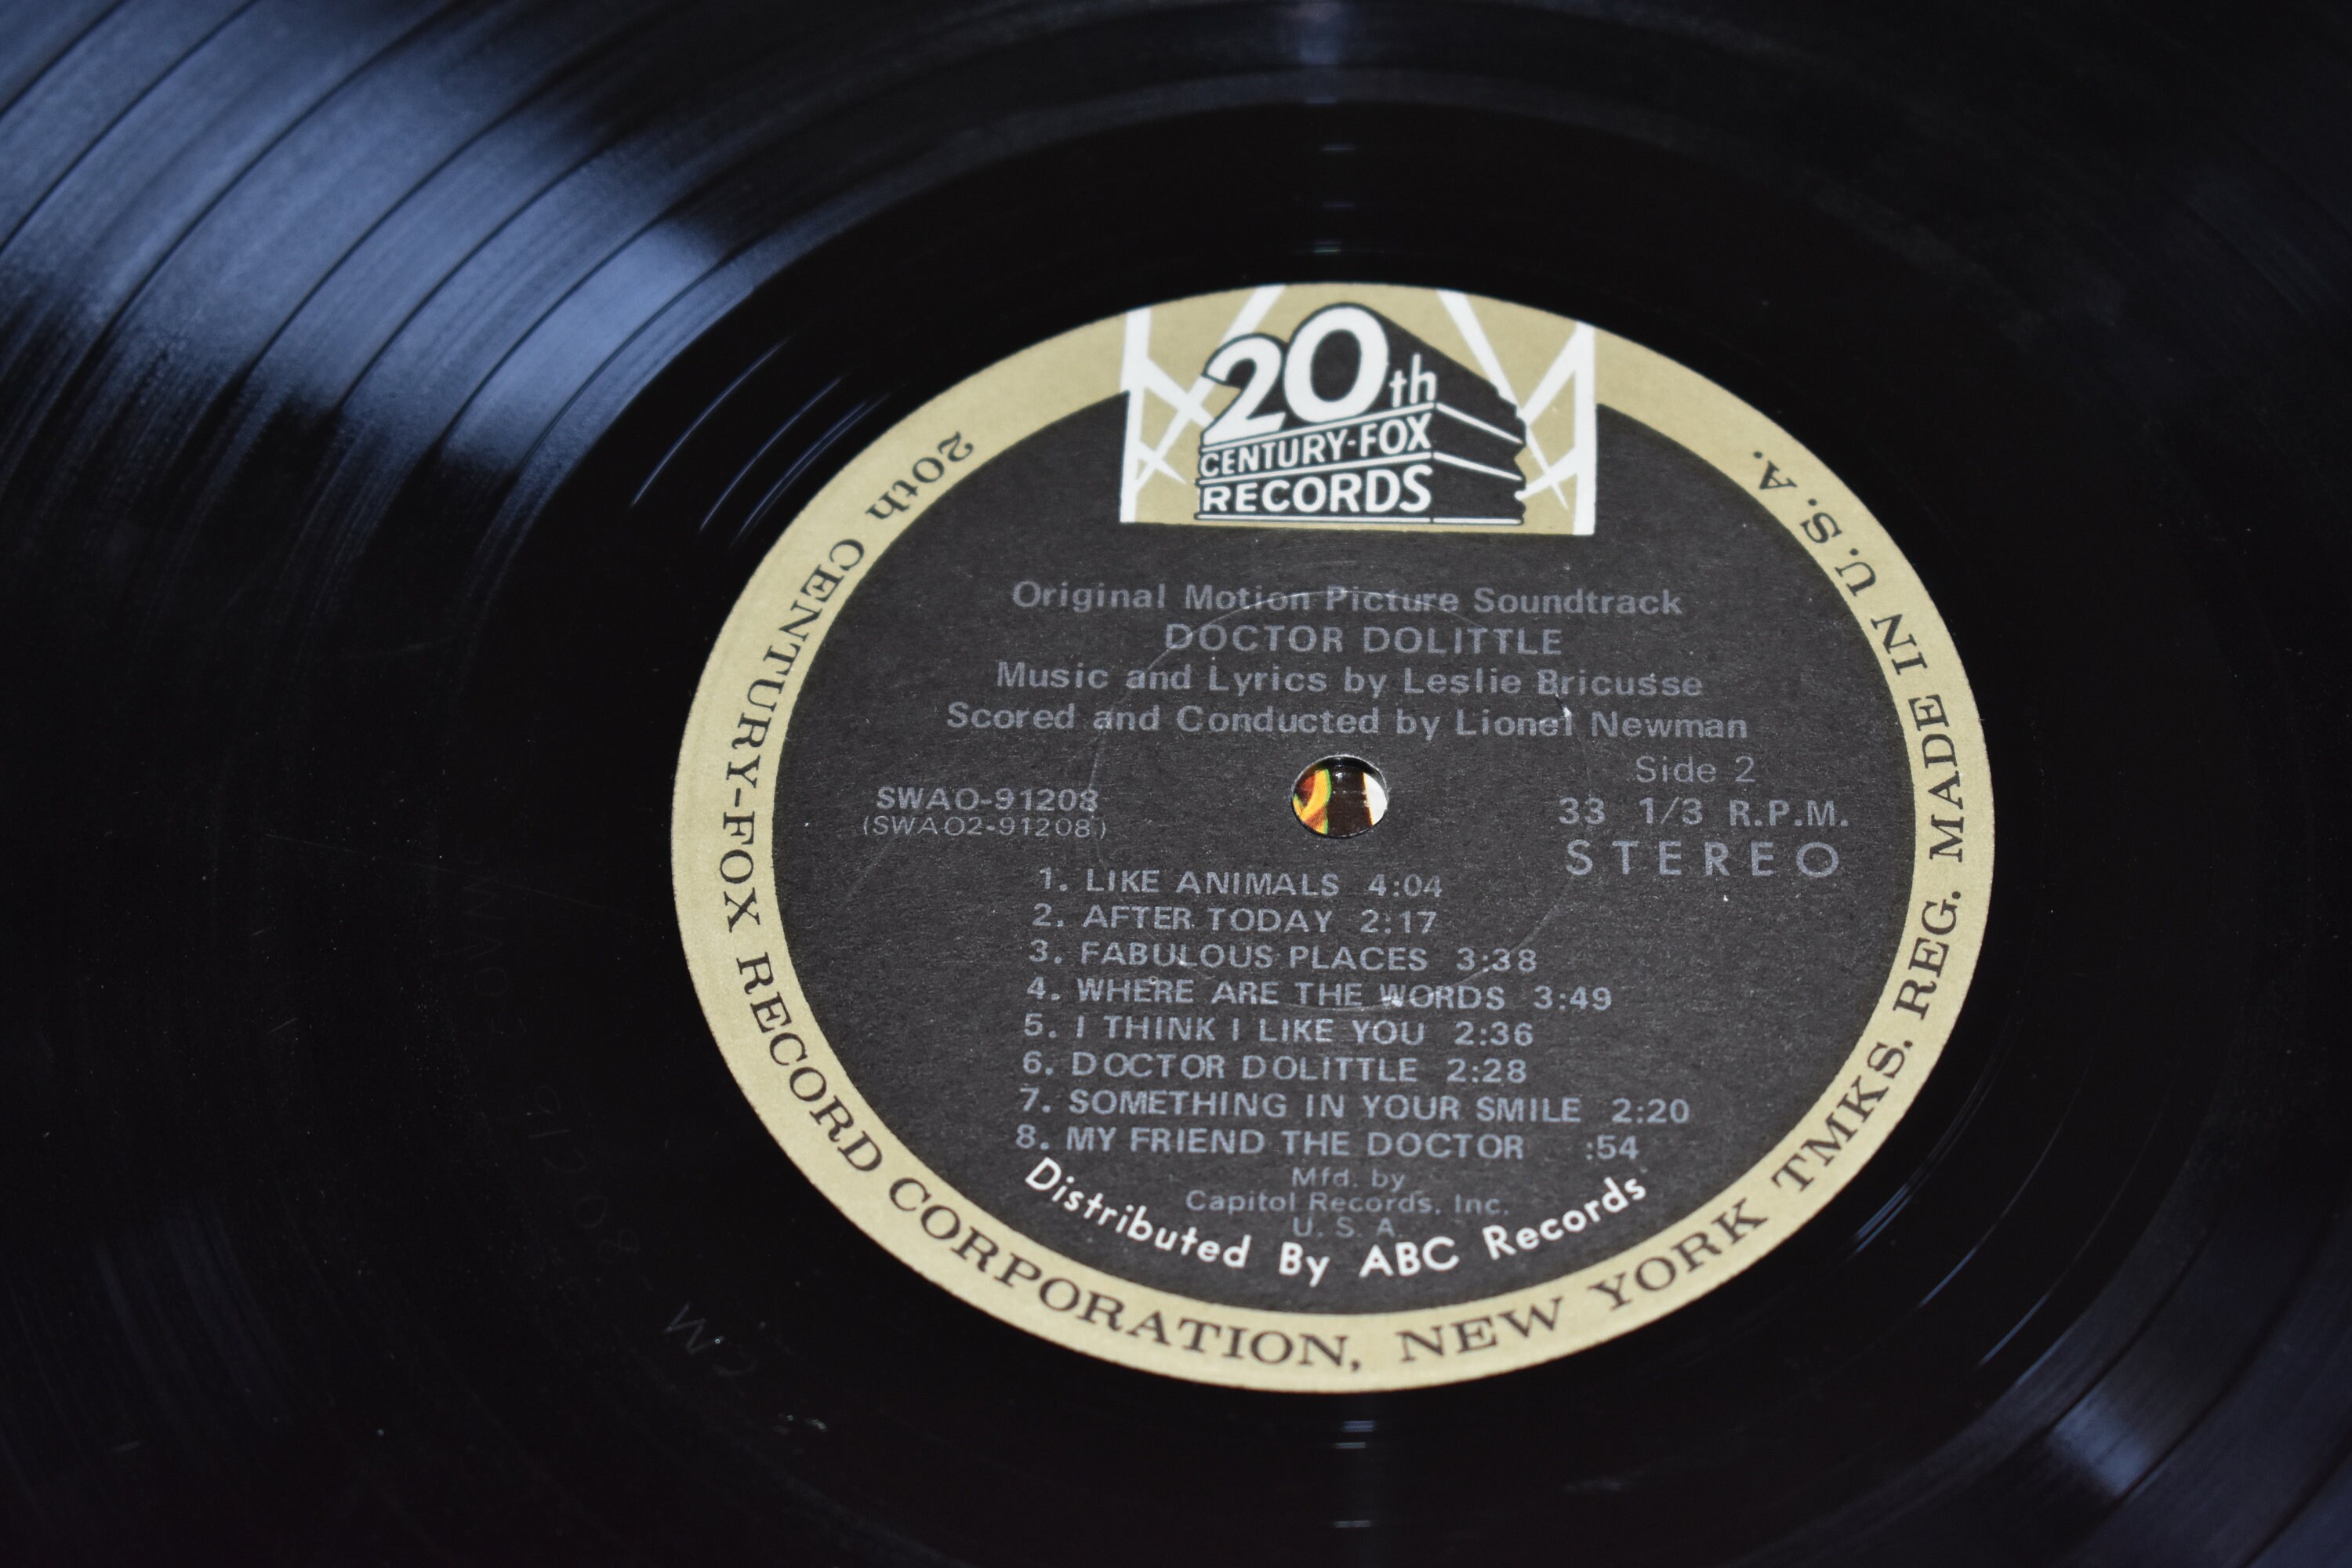 20th
CENTURY-FOX
RECORDS
Original Motion Picture Soundtrack
DOCTOR DOLITTLE
Music and Lyrics by Leslie Bricusse
Scored and Conducted by Lionel Newman
Side 2
SWAO-91208
(SWAO2-91208)
33 1/3 R.P.M.
STEREO
1. LIKE ANIMALS 4:04
2. AFTER TODAY 2:17
3. FABULOUS PLACES 3:38
4. WHERE ARE THE WORDS 3:49
5. I THINK I LIKE YOU 2:36
6. DOCTOR DOLITTLE 2:28
7. SOMETHING IN YOUR SMILE 2:20
8. MY FRIEND THE DOCTOR :54
Mfd. by
Capitol Records, Inc.
U. S. A.
Distributed By ABC Records
20th CENTURY-FOX RECORD CORPORATION, NEW YORK TMKS. REG. MADE IN U.S.A.